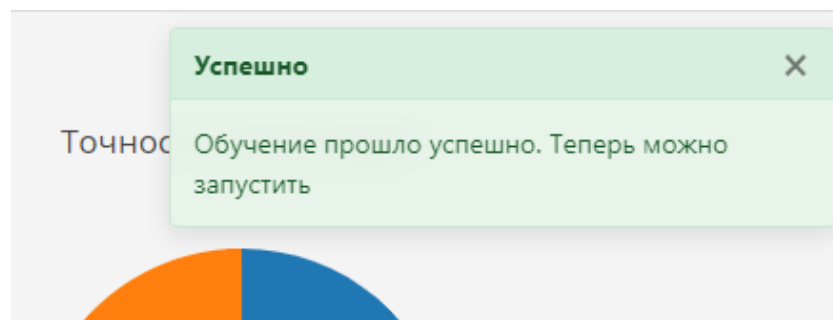 Успешно
Точнос
Обучение прошло успешно. Теперь можно
запустить